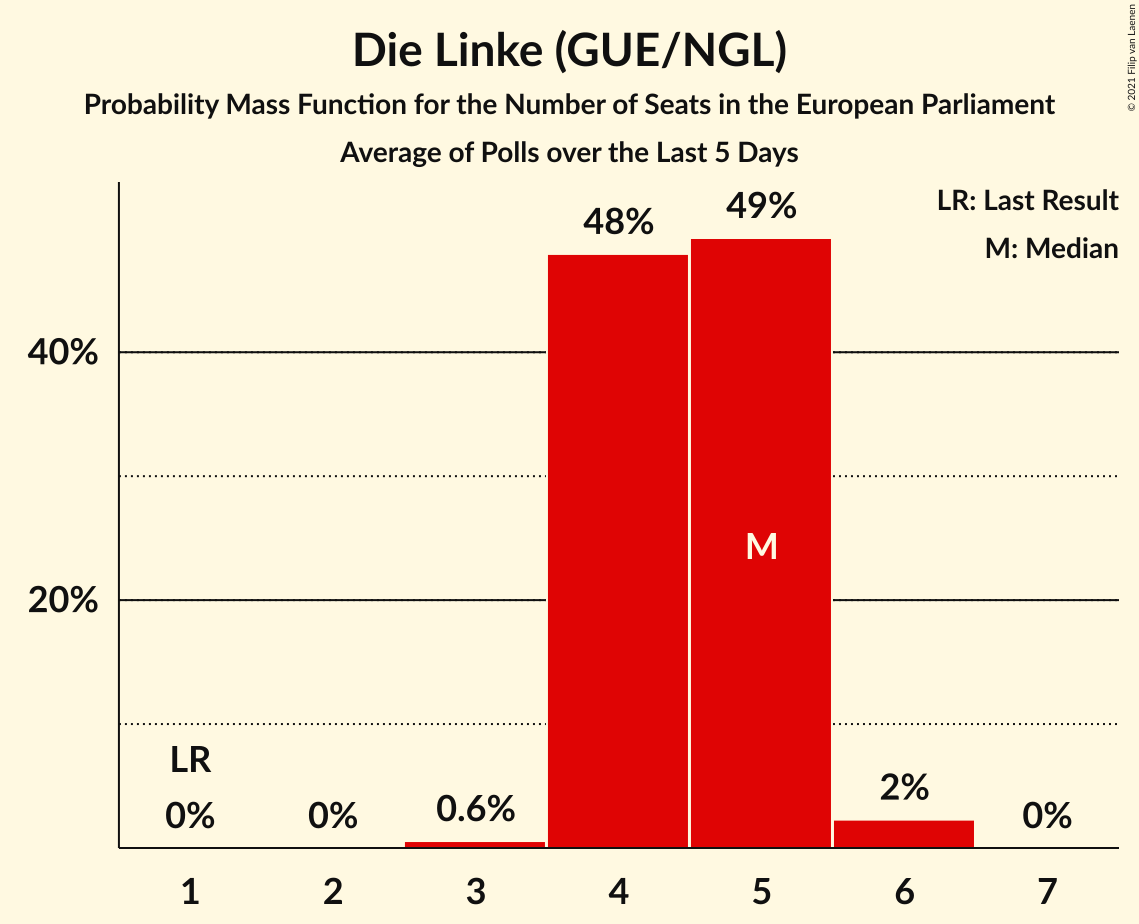 Die Linke (GUE/NGL)
Probability Mass Function for the Number of Seats in the European Parliament
Average of Polls over the Last 5 Days
© 2021 Filip van Laenen
LR: Last Result
M: Median
48%
49%
40%
M
20%
LR
0%
0%
0.6%
2%
0%
1
2
3
4
5
6
7